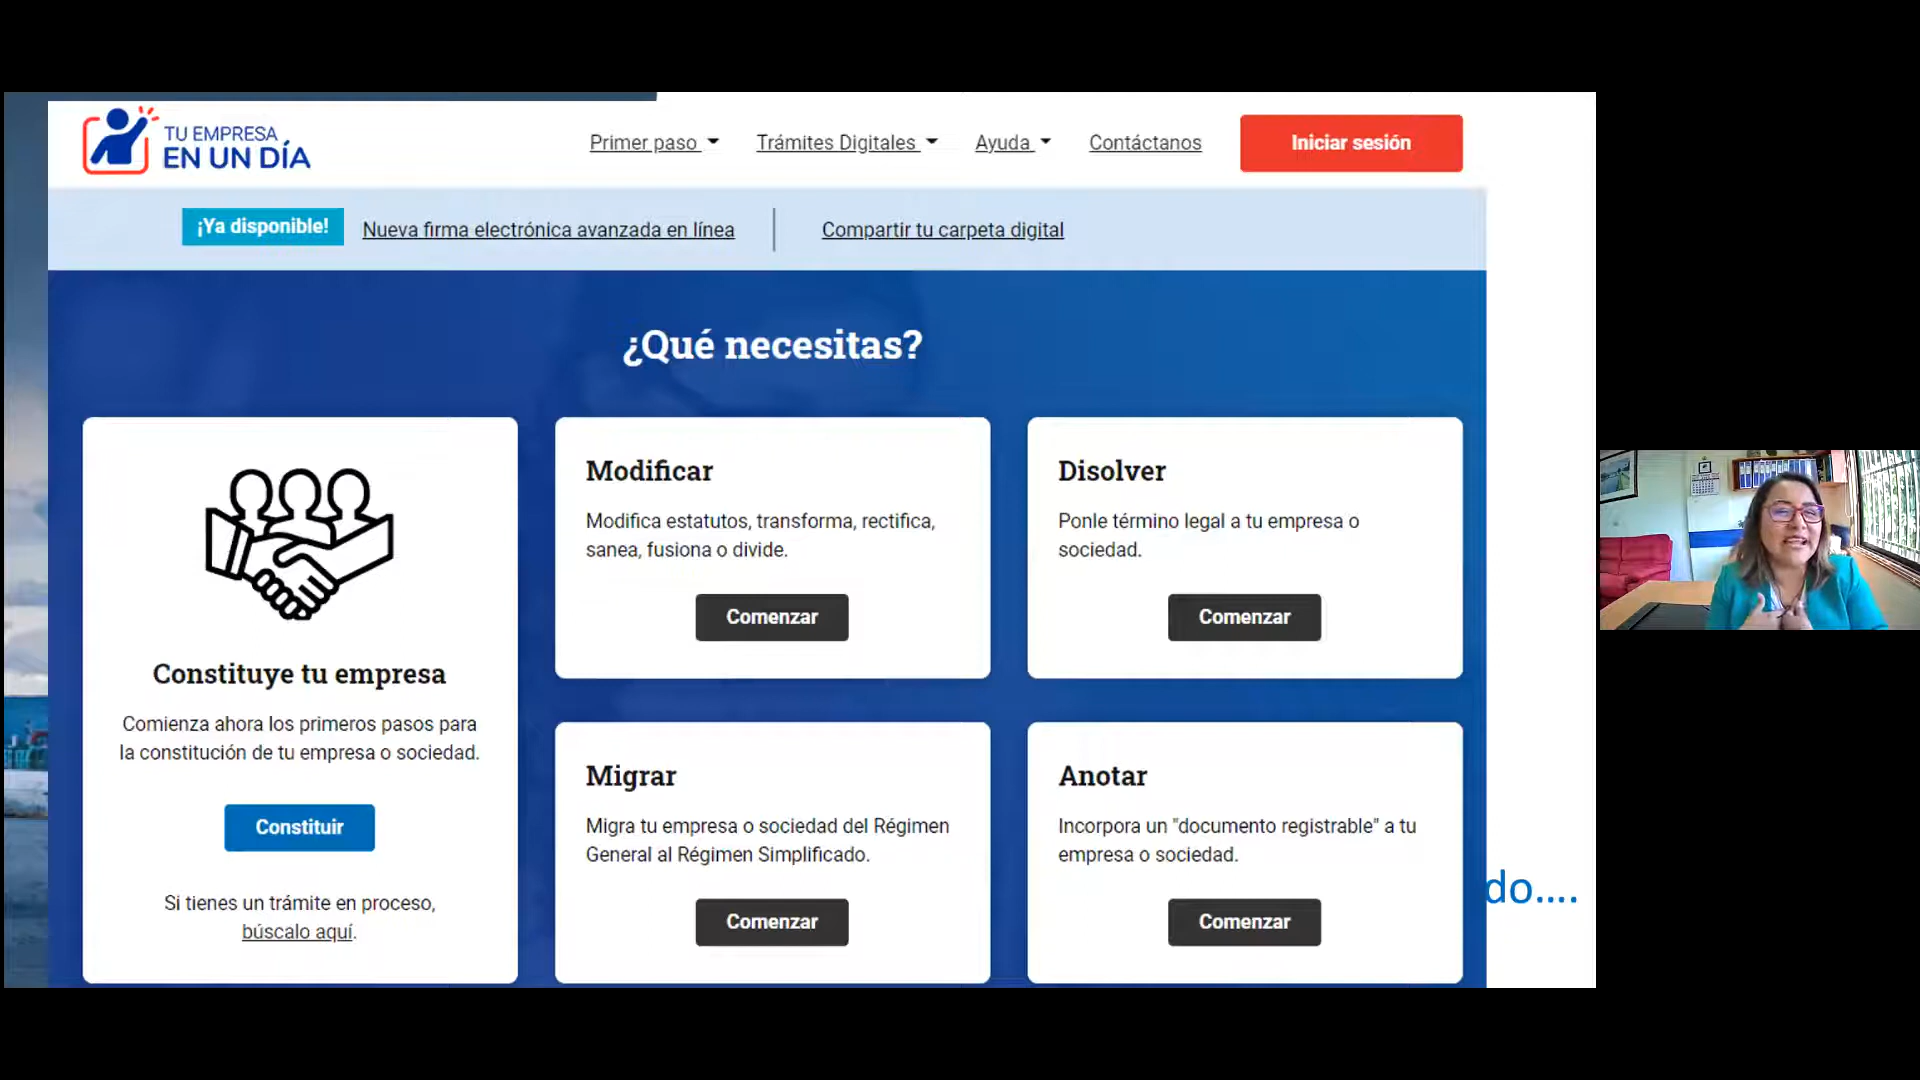 TU EMPRESA
EN UN DÍA
Primer paso
Trámites Digitales
Ayuda
Contáctanos
Iniciar sesión
¡Ya disponible!
Nueva firma electrónica avanzada en línea
Compartir tu carpeta digital
¿Qué necesitas?
Constituye tu empresa
Comienza ahora los primeros pasos para
la constitución de tu empresa o sociedad.
Constituir
Si tienes un trámite en proceso,
búscalo aquí.
Modificar
Modifica estatutos, transforma, rectifica,
sanea, fusiona o divide.
Comenzar
Disolver
Ponle término legal a tu empresa o
sociedad.
Comenzar
Migrar
Migra tu empresa o sociedad del Régimen
General al Régimen Simplificado.
Comenzar
Anotar
Incorpora un "documento registrable" a tu
empresa o sociedad.
Comenzar
do....